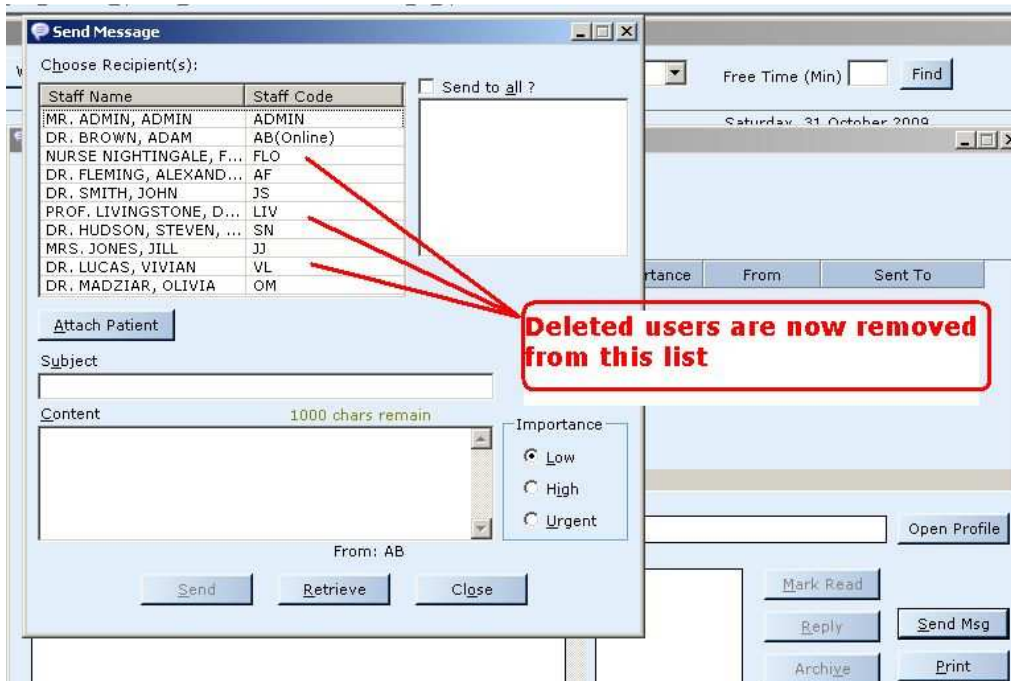 Send Message
Choose Recipient(s):
Send to all ?
Staff Name Staff Code
MR. ADMIN, ADMIN ADMIN
DR. BROWN, ADAM AB(Online)
NURSE NIGHTINGALE, F... FLO
DR. FLEMING, ALEXAND... AF
DR. SMITH, JOHN JS
PROF. LIVINGSTONE, D... LIV
DR. HUDSON, STEVEN, ... SN
MRS. JONES, JILL JJ
DR. LUCAS, VIVIAN VL
DR. MADZIAR, OLIVIA OM
Attach Patient
Subject
Content 1000 chars remain
Importance
Low
High
Urgent
From: AB
Send Retrieve Close
Free Time (Min) Find
Saturday, 31 October 2009
From Sent To
Deleted users are now removed
from this list
Open Profile
Mark Read
Reply Send Msg
Archive Print